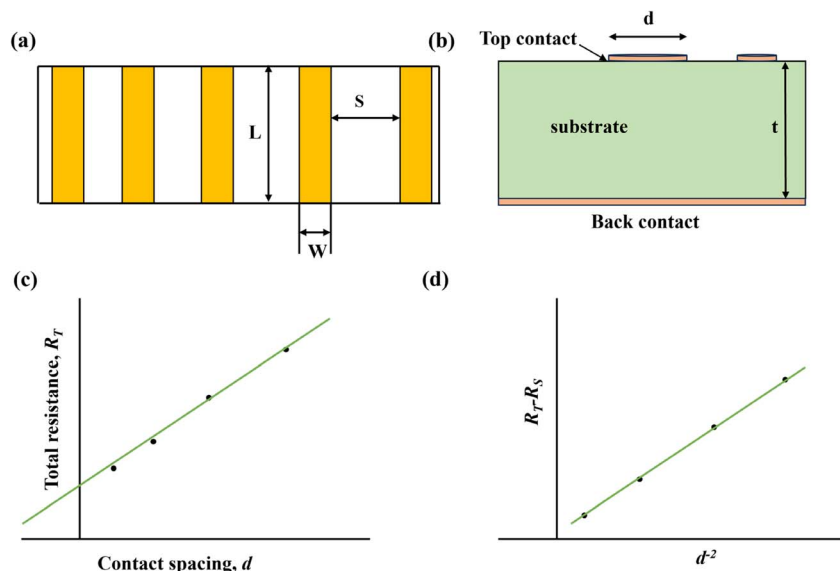 (a)
S
L
W
(b)
d
Top contact
substrate
t
Back contact
(c)
Total resistance, R_T
Contact spacing, d
(d)
R_T-R_S
d⁻²